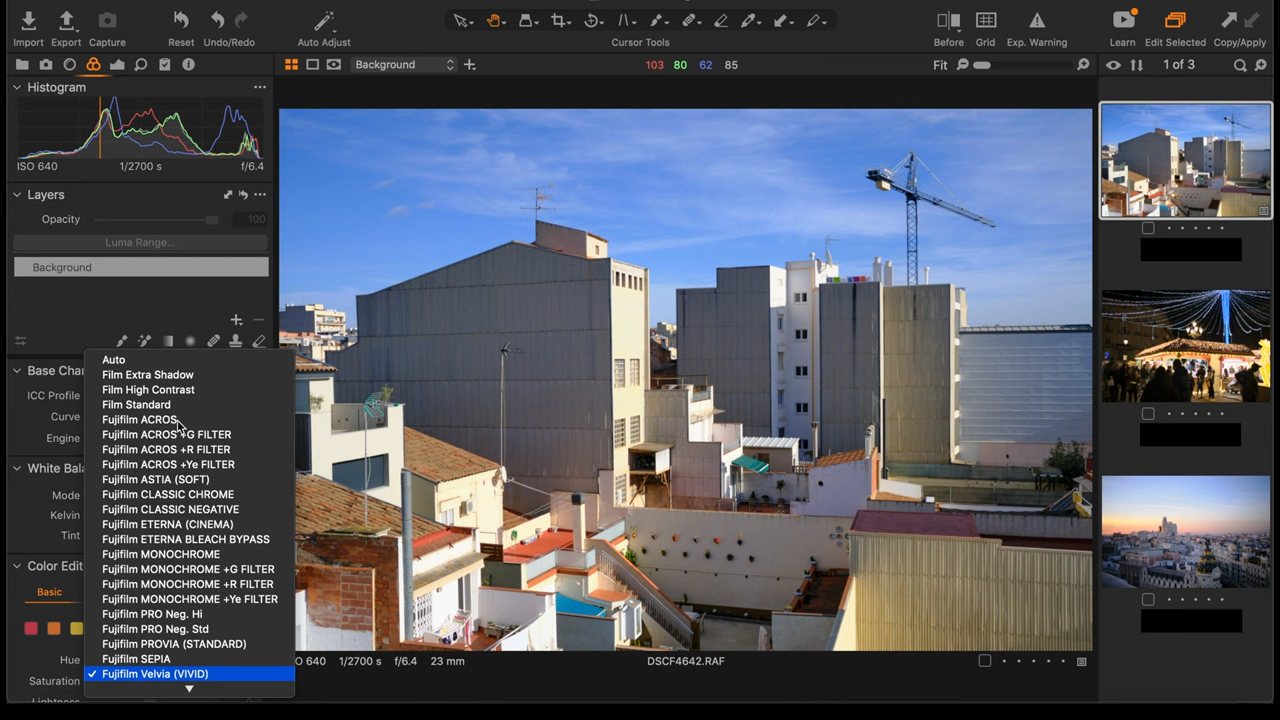 Import Export Capture Reset Undo/Redo Auto Adjust Cursor Tools Before Grid Exp. Warning Learn Edit Selected Copy/Apply
Background 103 80 62 85 Fit 1 of 3
Histogram
ISO 640 1/2700 s f/6.4
Layers
Opacity 100
Luma Range...
Background
Auto
Film Extra Shadow
Film High Contrast
Film Standard
Fujifilm ACROS
Fujifilm ACROS +G FILTER
Fujifilm ACROS +R FILTER
Fujifilm ACROS +Ye FILTER
Fujifilm ASTIA (SOFT)
Fujifilm CLASSIC CHROME
Fujifilm CLASSIC NEGATIVE
Fujifilm ETERNA (CINEMA)
Fujifilm ETERNA BLEACH BYPASS
Fujifilm MONOCHROME
Fujifilm MONOCHROME +G FILTER
Fujifilm MONOCHROME +R FILTER
Fujifilm MONOCHROME +Ye FILTER
Fujifilm PRO Neg. Hi
Fujifilm PRO Neg. Std
Fujifilm PROVIA (STANDARD)
Fujifilm SEPIA
Fujifilm Velvia (VIVID)
Base
ICC Profile
Curve
Engine
White
Mode
Kelvin
Tint
Color
Basic
Hue
Saturation
Lightness
640 1/2700 s f/6.4 23 mm DSCF4642.RAF